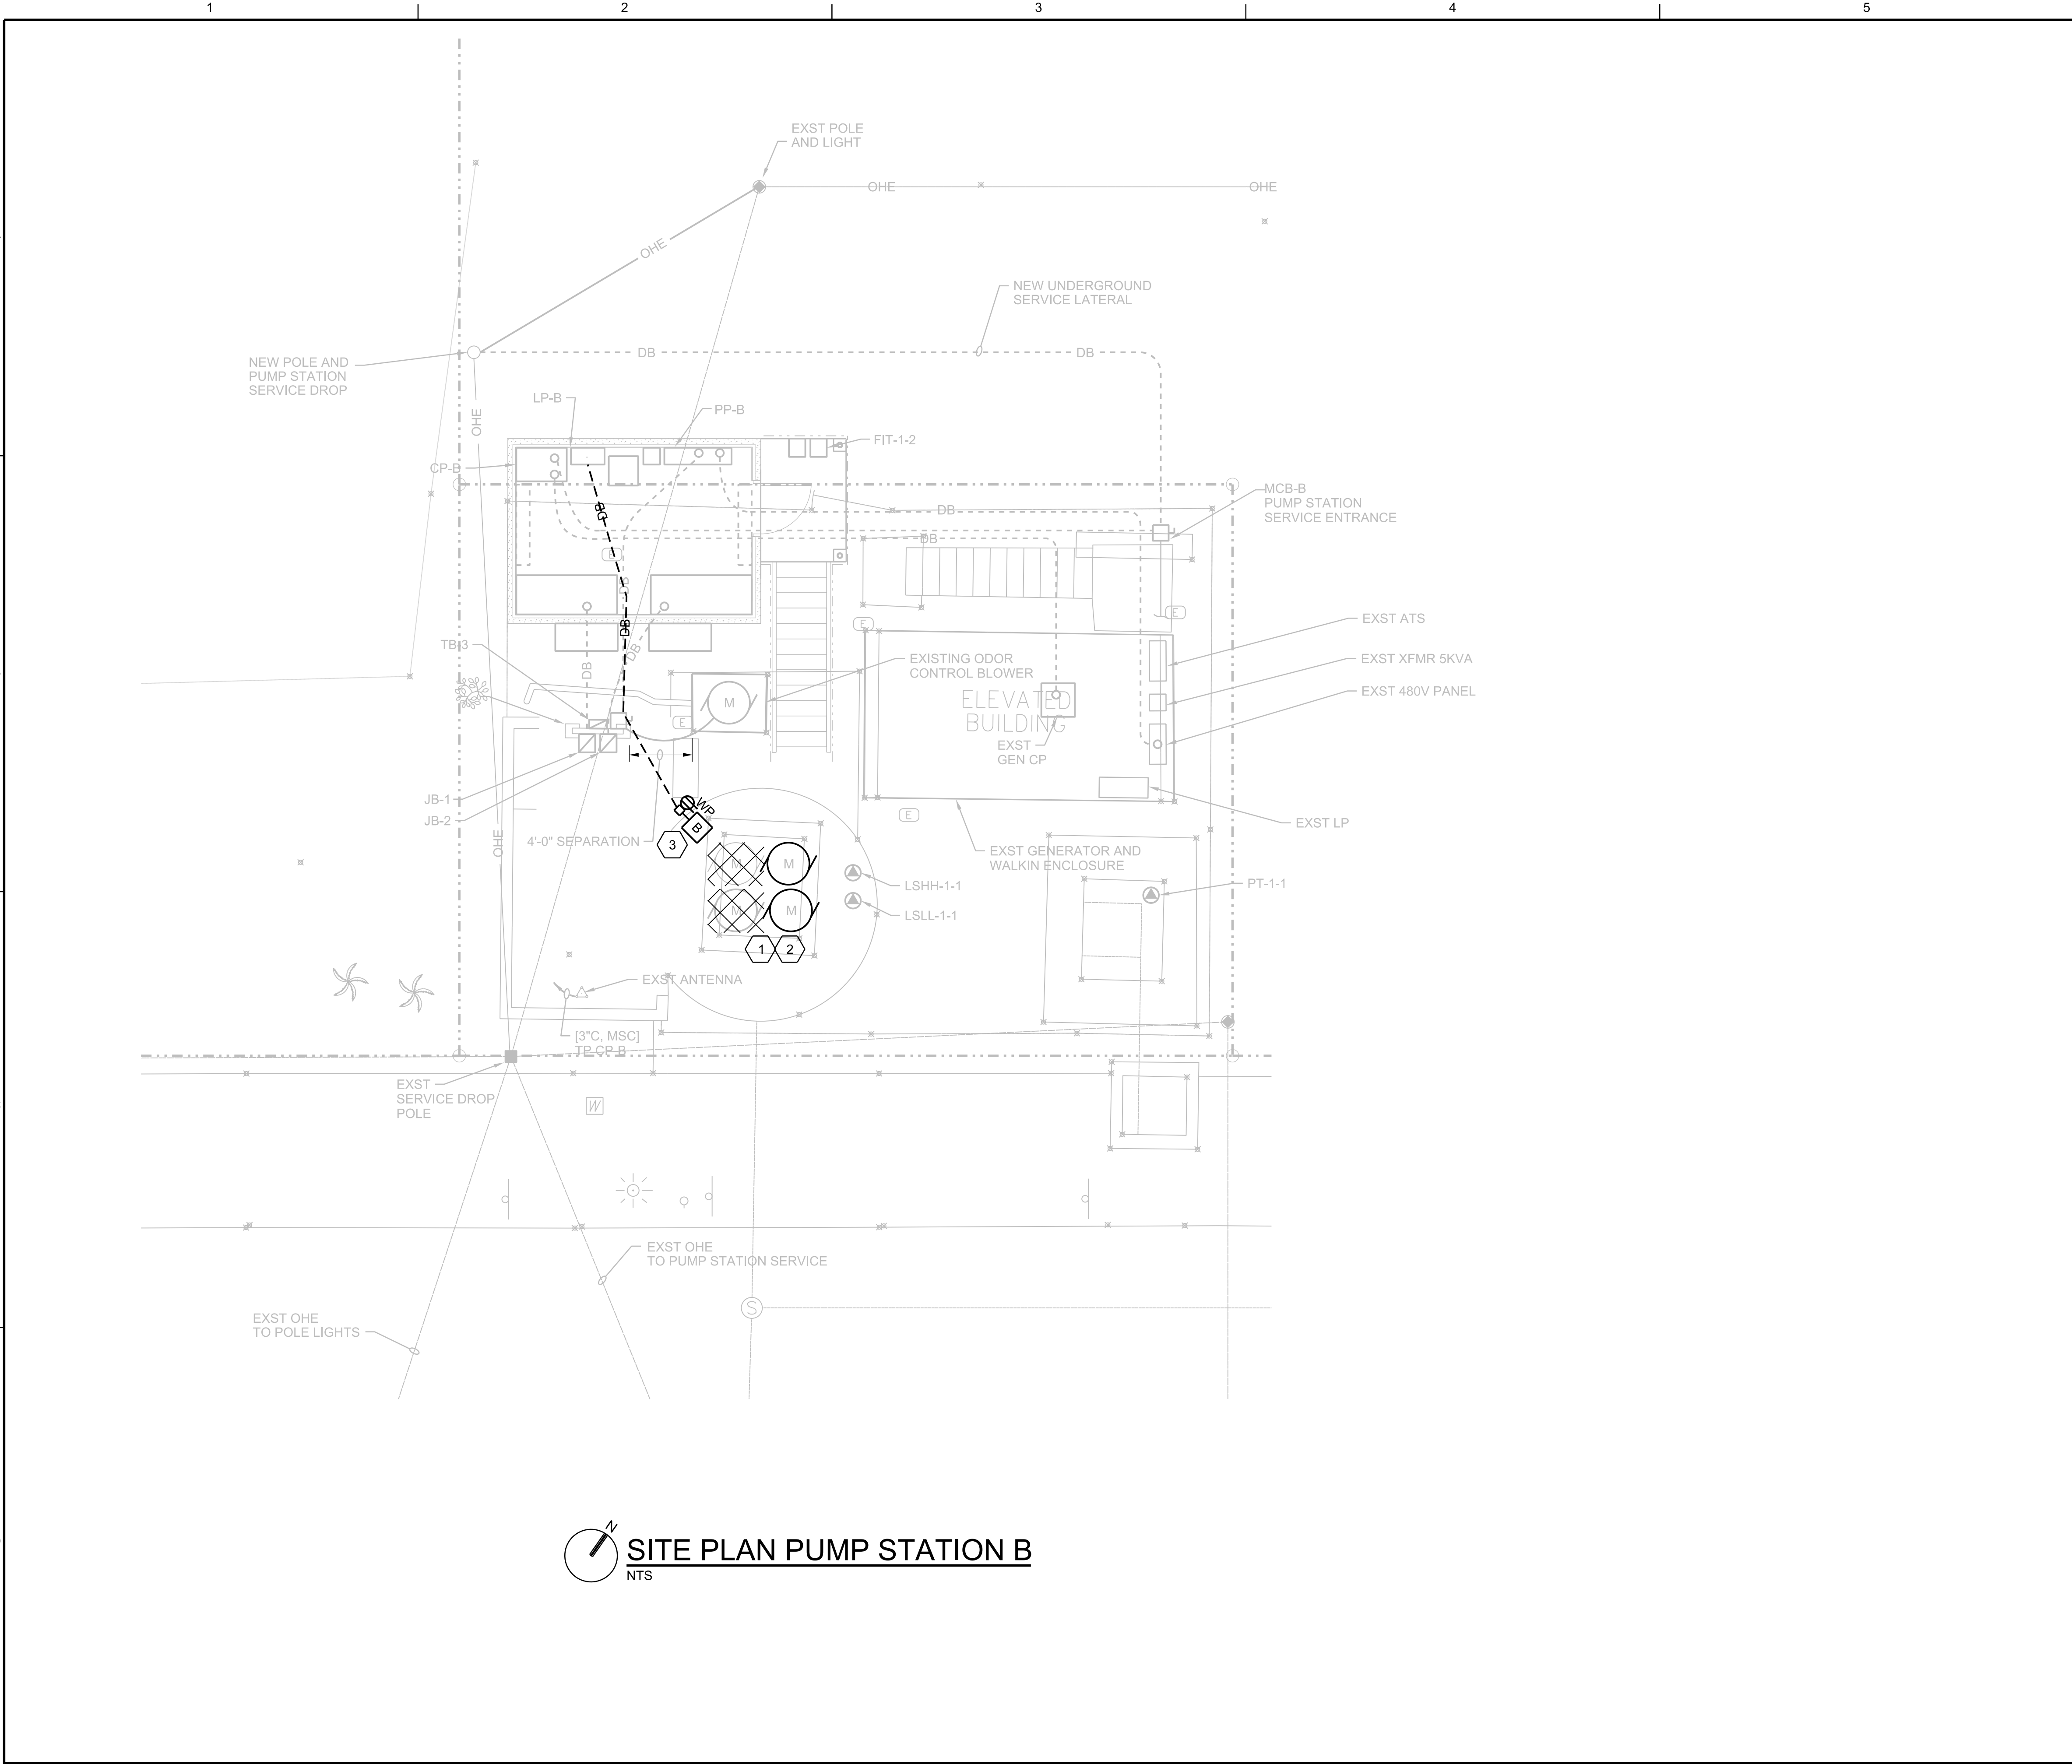 1
2
3
4
5
EXST POLE
AND LIGHT
OHE
OHE
OHE
NEW UNDERGROUND
SERVICE LATERAL
NEW POLE AND
PUMP STATION
SERVICE DROP
DB
DB
LP-B
PP-B
OHE
FIT-1-2
CP-B
MCB-B
PUMP STATION
SERVICE ENTRANCE
DB
DB
DB
E
DB
E
EXST ATS
E
DB
TB-3
DB
DB
EXISTING ODOR
CONTROL BLOWER
EXST XFMR 5KVA
M
ELEVATED
BUILDING
EXST 480V PANEL
E
EXST
GEN CP
JB-1
JB-2
WP
E
B
EXST LP
4'-0" SEPARATION
3
OHE
EXST GENERATOR AND
WALKIN ENCLOSURE
M
M
LSHH-1-1
PT-1-1
M
M
LSLL-1-1
1
2
EXST ANTENNA
[3"C, MSC]
TP CP-B
EXST
SERVICE DROP
POLE
W
EXST OHE
TO PUMP STATION SERVICE
S
EXST OHE
TO POLE LIGHTS
N
SITE PLAN PUMP STATION B
NTS